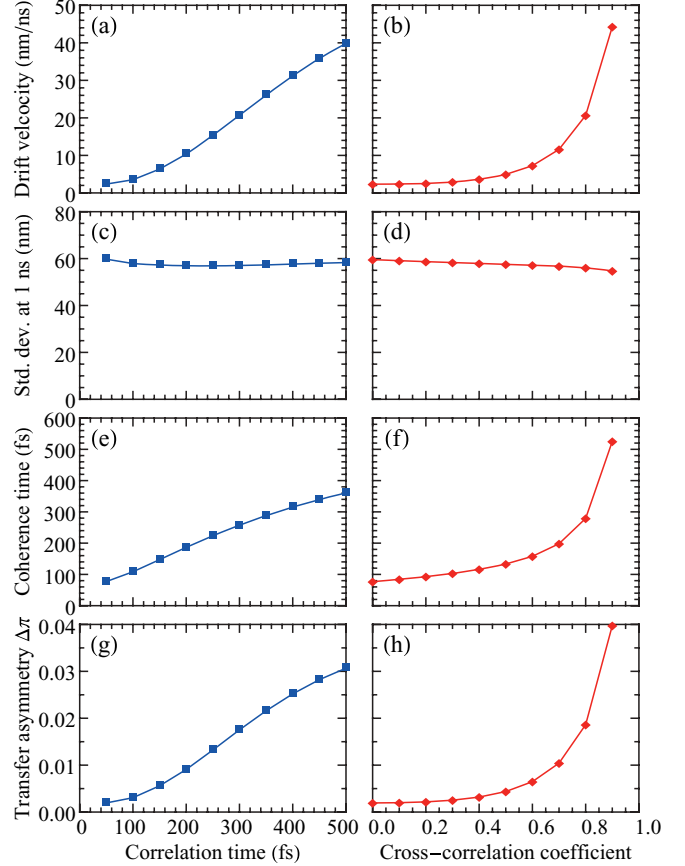 (a)
(b)
Drift velcocity (nm/ns)
50
40
30
20
10
0
(c)
(d)
Std. dev. at 1 ns (nm)
80
60
40
20
0
(e)
(f)
Coherence time (fs)
600
500
400
300
200
100
0
(g)
(h)
Transfer asymmetry Δπ
0.04
0.03
0.02
0.01
0.00
0 100 200 300 400 500
0.0 0.2 0.4 0.6 0.8 1.0
Correlation time (fs)
Cross−correlation coefficient